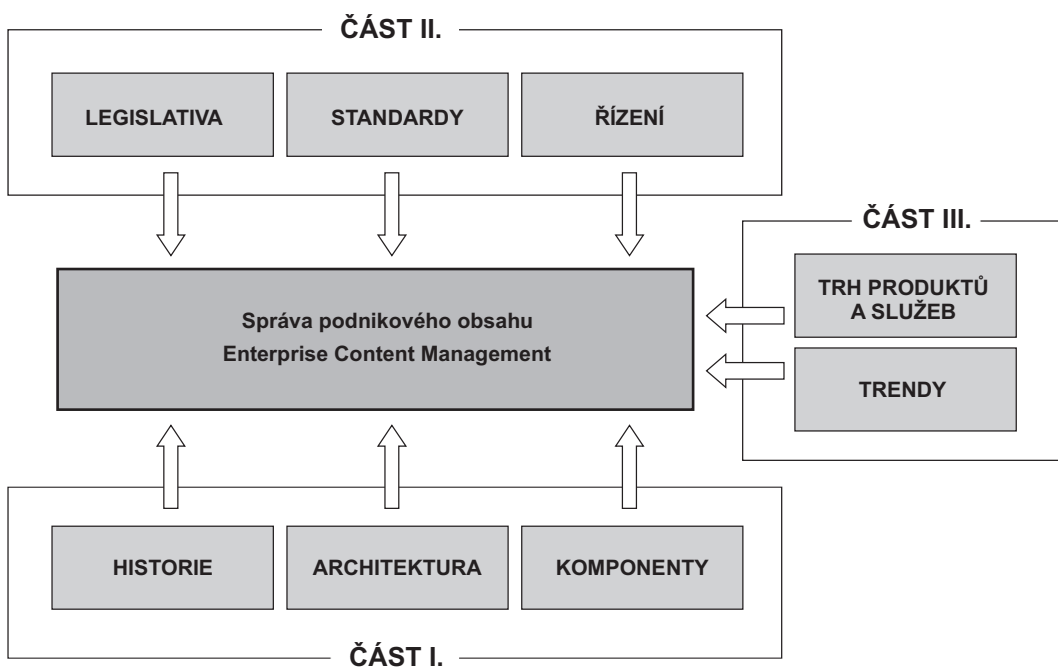 ČÁST II.
LEGISLATIVA
STANDARDY
ŘÍZENÍ
ČÁST III.
TRH PRODUKTŮ
A SLUŽEB
TRENDY
Správa podnikového obsahu
Enterprise Content Management
HISTORIE
ARCHITEKTURA
KOMPONENTY
ČÁST I.